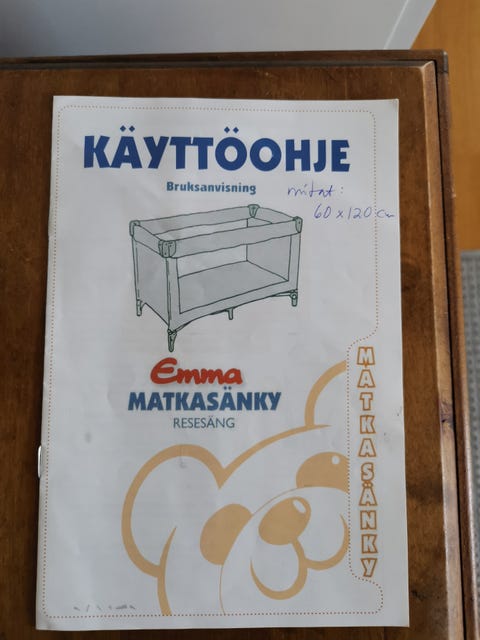 KÄYTTÖOHJE
Bruksanvisning
mitat:
60 x 120 cm
Emma
MATKASÄNKY
RESESÄNG
MATKASÄNKY